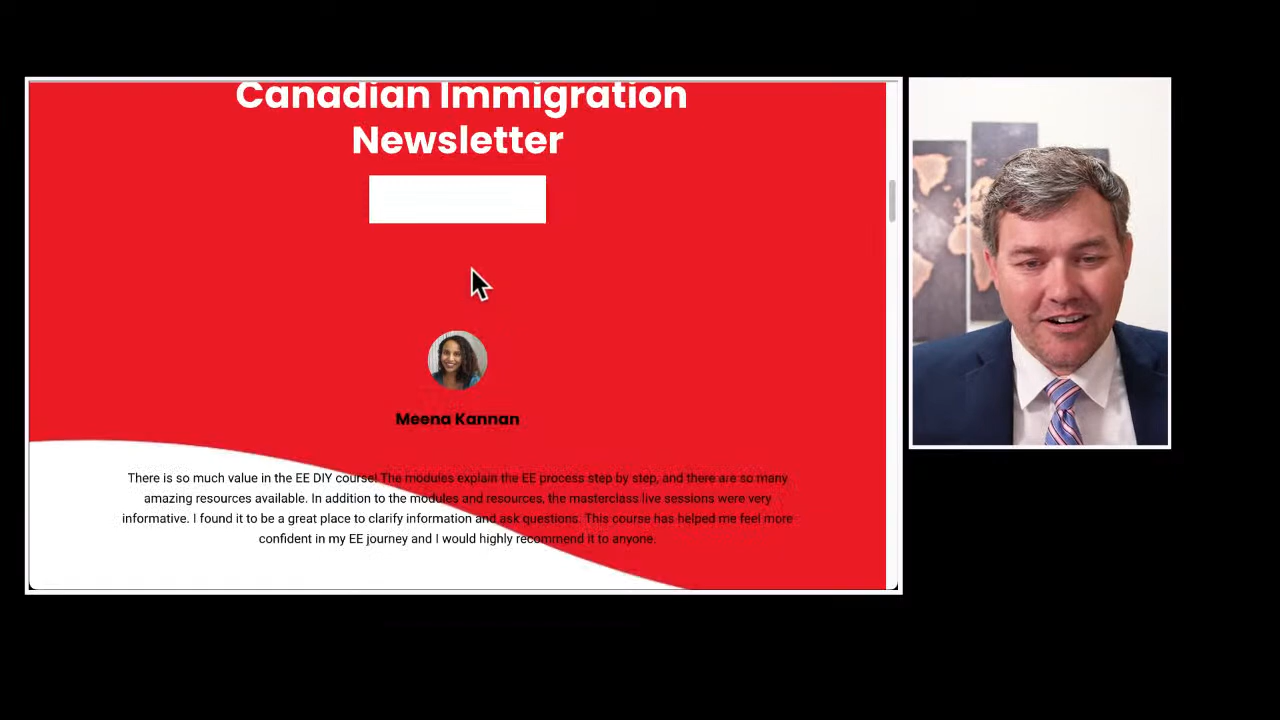 Canadian Immigration
Newsletter
Meena Kannan
There is so much value in the EE DIY course! The modules explain the EE process step by step, and there are so many
amazing resources available. In addition to the modules and resources, the masterclass live sessions were very
informative. I found it to be a great place to clarify information and ask questions. This course has helped me feel more
confident in my EE journey and I would highly recommend it to anyone.